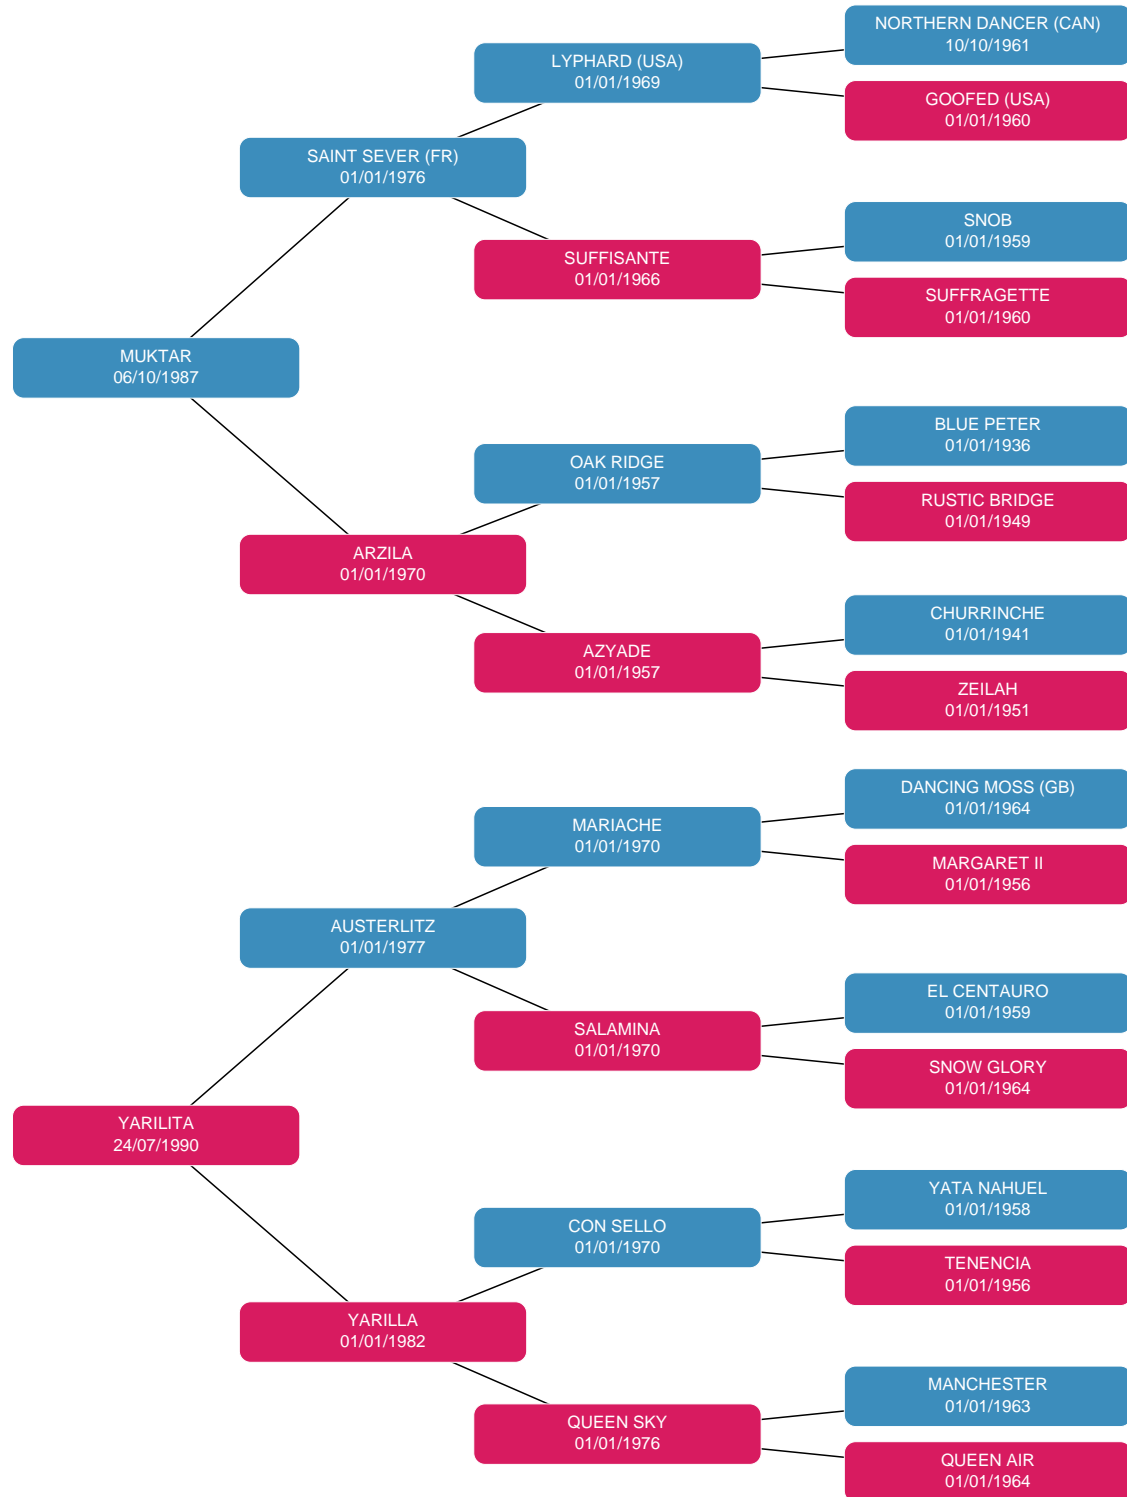 NORTHERN DANCER (CAN)
10/10/1961
LYPHARD (USA)
01/01/1969
GOOFED (USA)
01/01/1960
SAINT SEVER (FR)
01/01/1976
SNOB
01/01/1959
SUFFISANTE
01/01/1966
SUFFRAGETTE
01/01/1960
MUKTAR
06/10/1987
BLUE PETER
01/01/1936
OAK RIDGE
01/01/1957
RUSTIC BRIDGE
01/01/1949
ARZILA
01/01/1970
CHURRINCHE
01/01/1941
AZYADE
01/01/1957
ZEILAH
01/01/1951
DANCING MOSS (GB)
01/01/1964
MARIACHE
01/01/1970
MARGARET II
01/01/1956
AUSTERLITZ
01/01/1977
EL CENTAURO
01/01/1959
SALAMINA
01/01/1970
SNOW GLORY
01/01/1964
YARILITA
24/07/1990
YATA NAHUEL
01/01/1958
CON SELLO
01/01/1970
TENENCIA
01/01/1956
YARILLA
01/01/1982
MANCHESTER
01/01/1963
QUEEN SKY
01/01/1976
QUEEN AIR
01/01/1964